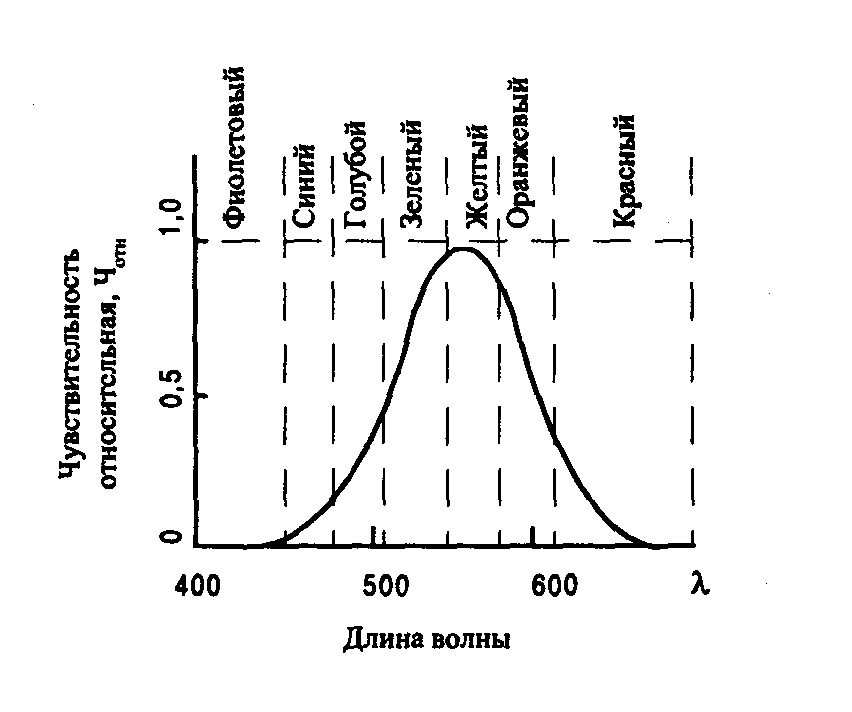 Фиолетовый
Синий
Голубой
Зеленый
Желтый
Оранжевый
Красный
Чувствительность
относительная, Чотн
1,0
0,5
0
400 500 600 λ
Длина волны